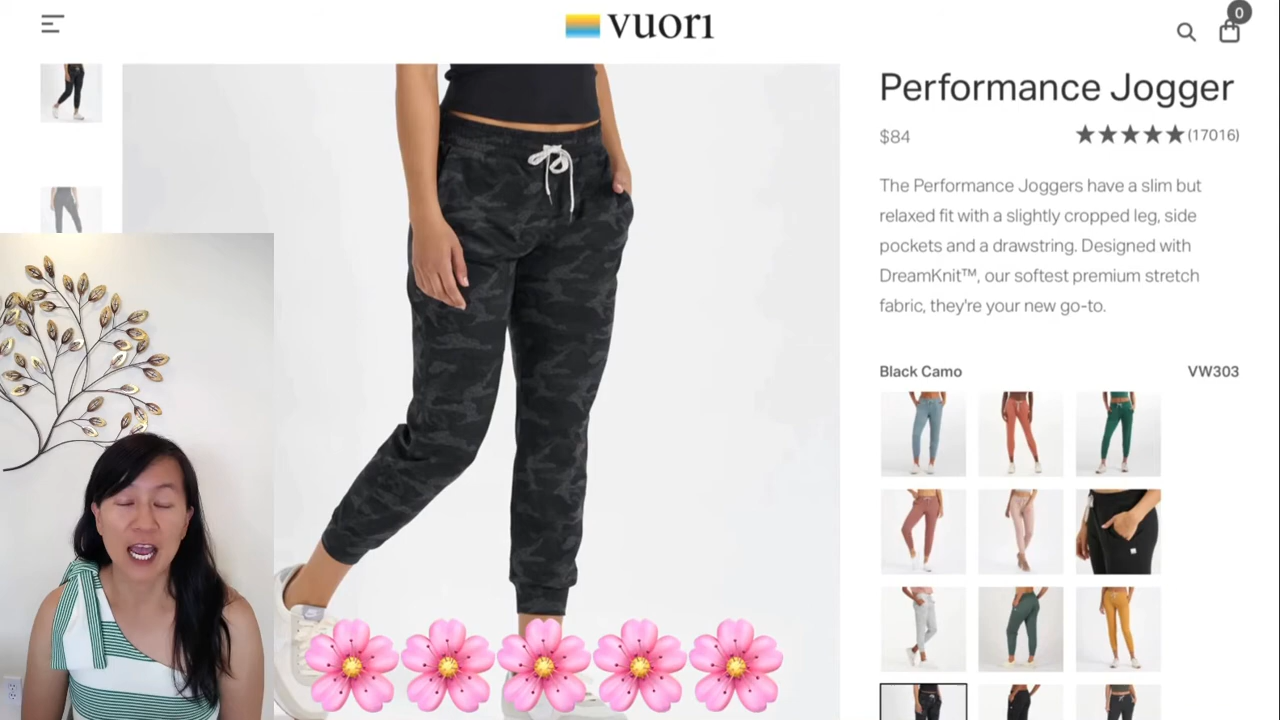 vuori
0
Performance Jogger
$84
★★★★★(17016)
The Performance Joggers have a slim but
relaxed fit with a slightly cropped leg, side
pockets and a drawstring. Designed with
DreamKnit™, our softest premium stretch
fabric, they're your new go-to.
Black Camo
VW303